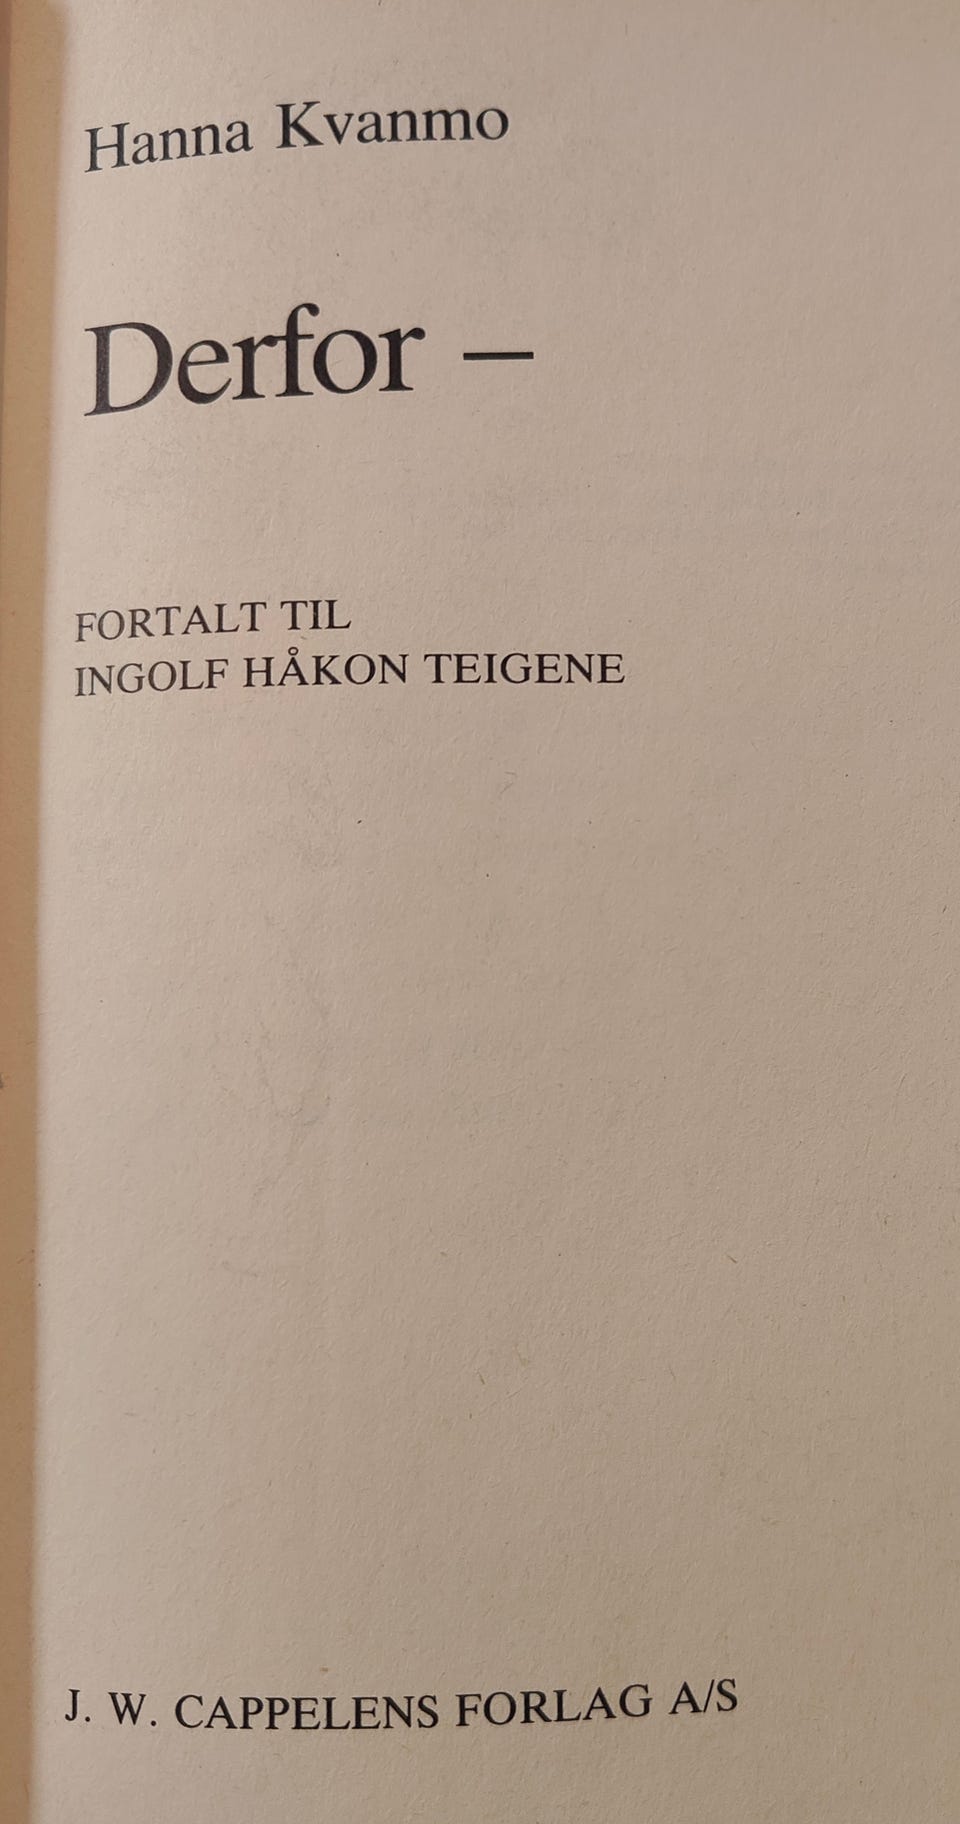 Hanna Kvanmo
Derfor –
FORTALT TIL
INGOLF HÅKON TEIGENE
J. W. CAPPELENS FORLAG A/S